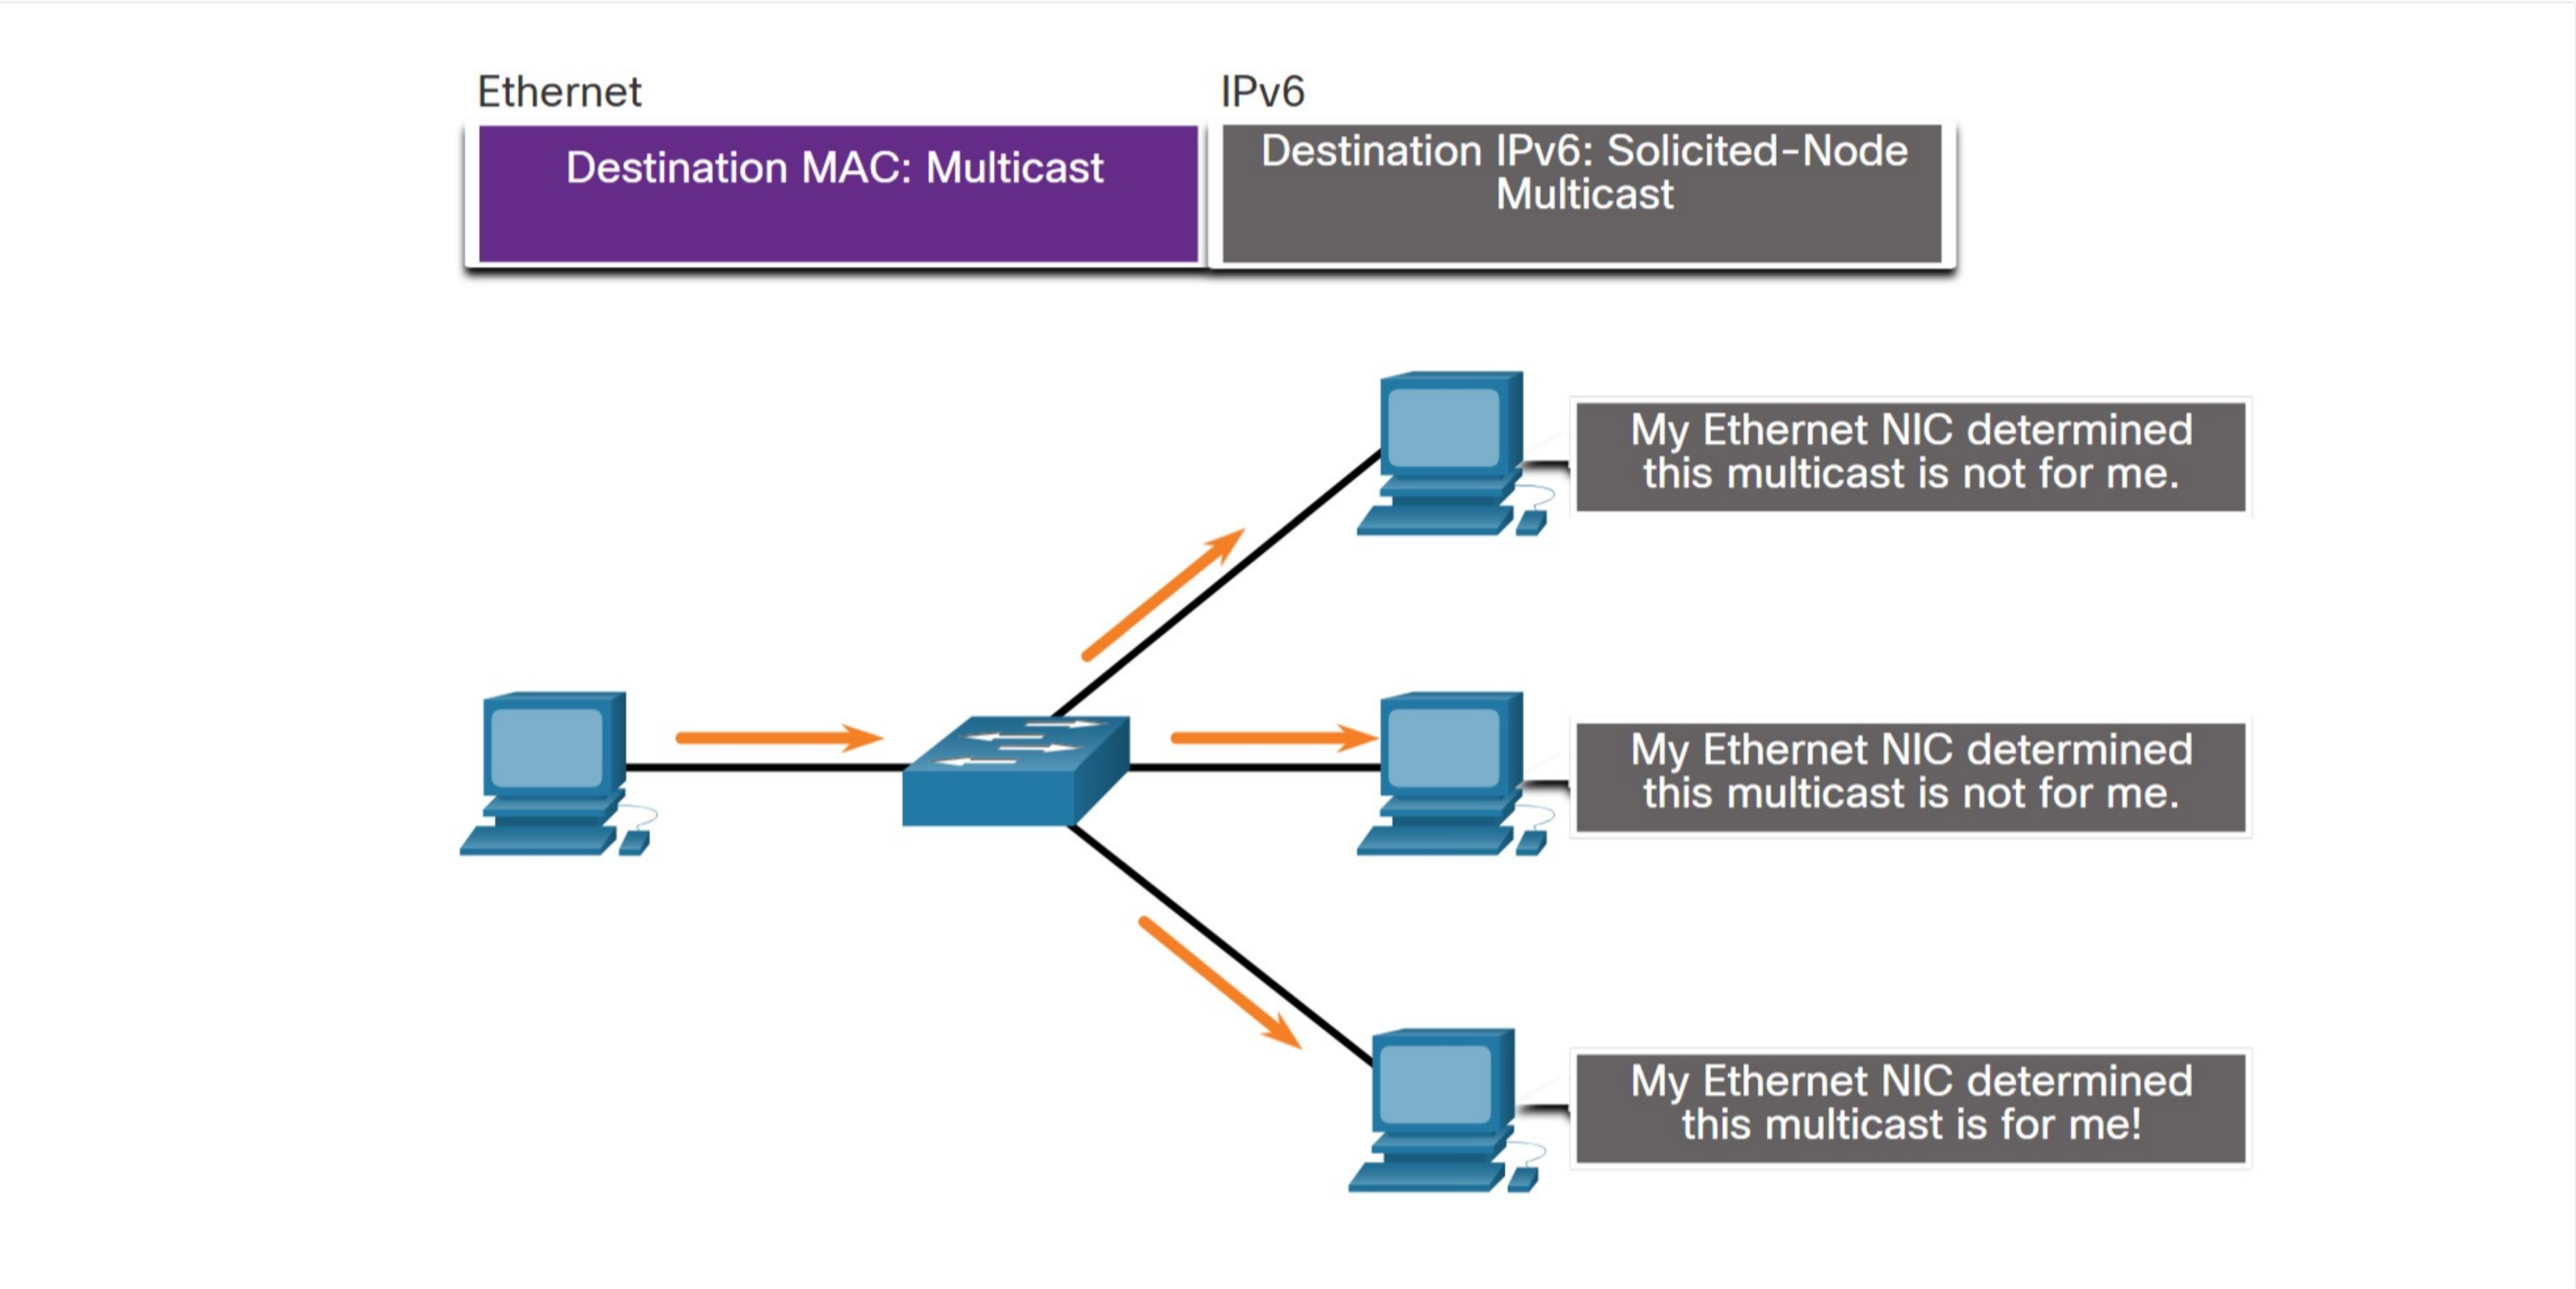 Ethernet
IPv6
Destination MAC: Multicast
Destination IPv6: Solicited-Node
Multicast
My Ethernet NIC determined
this multicast is not for me.
My Ethernet NIC determined
this multicast is not for me.
My Ethernet NIC determined
this multicast is for me!